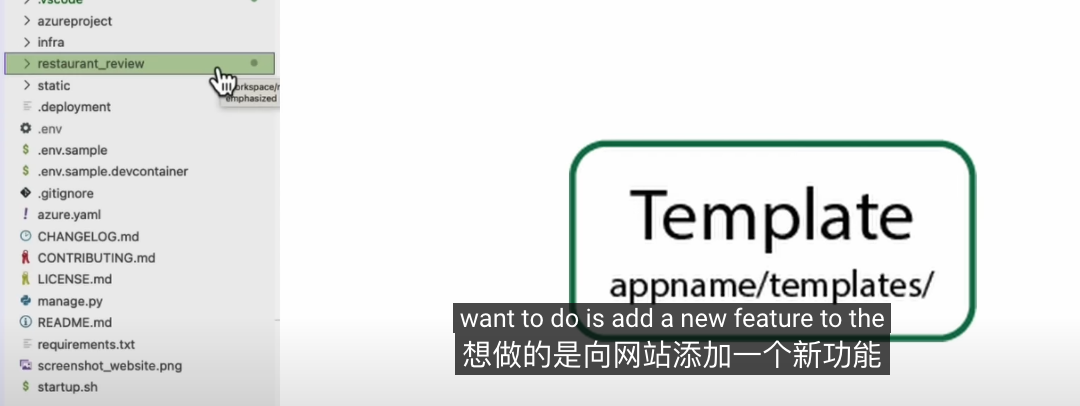 .vscode
azureproject
infra
restaurant_review
orkspace/r
emphasized
static
.deployment
.env
.env.sample
.env.sample.devcontainer
.gitignore
azure.yaml
CHANGELOG.md
CONTRIBUTING.md
LICENSE.md
manage.py
README.md
requirements.txt
screenshot_website.png
startup.sh
Template
appname/templates/
want to do is add a new feature to the
想做的是向网站添加一个新功能